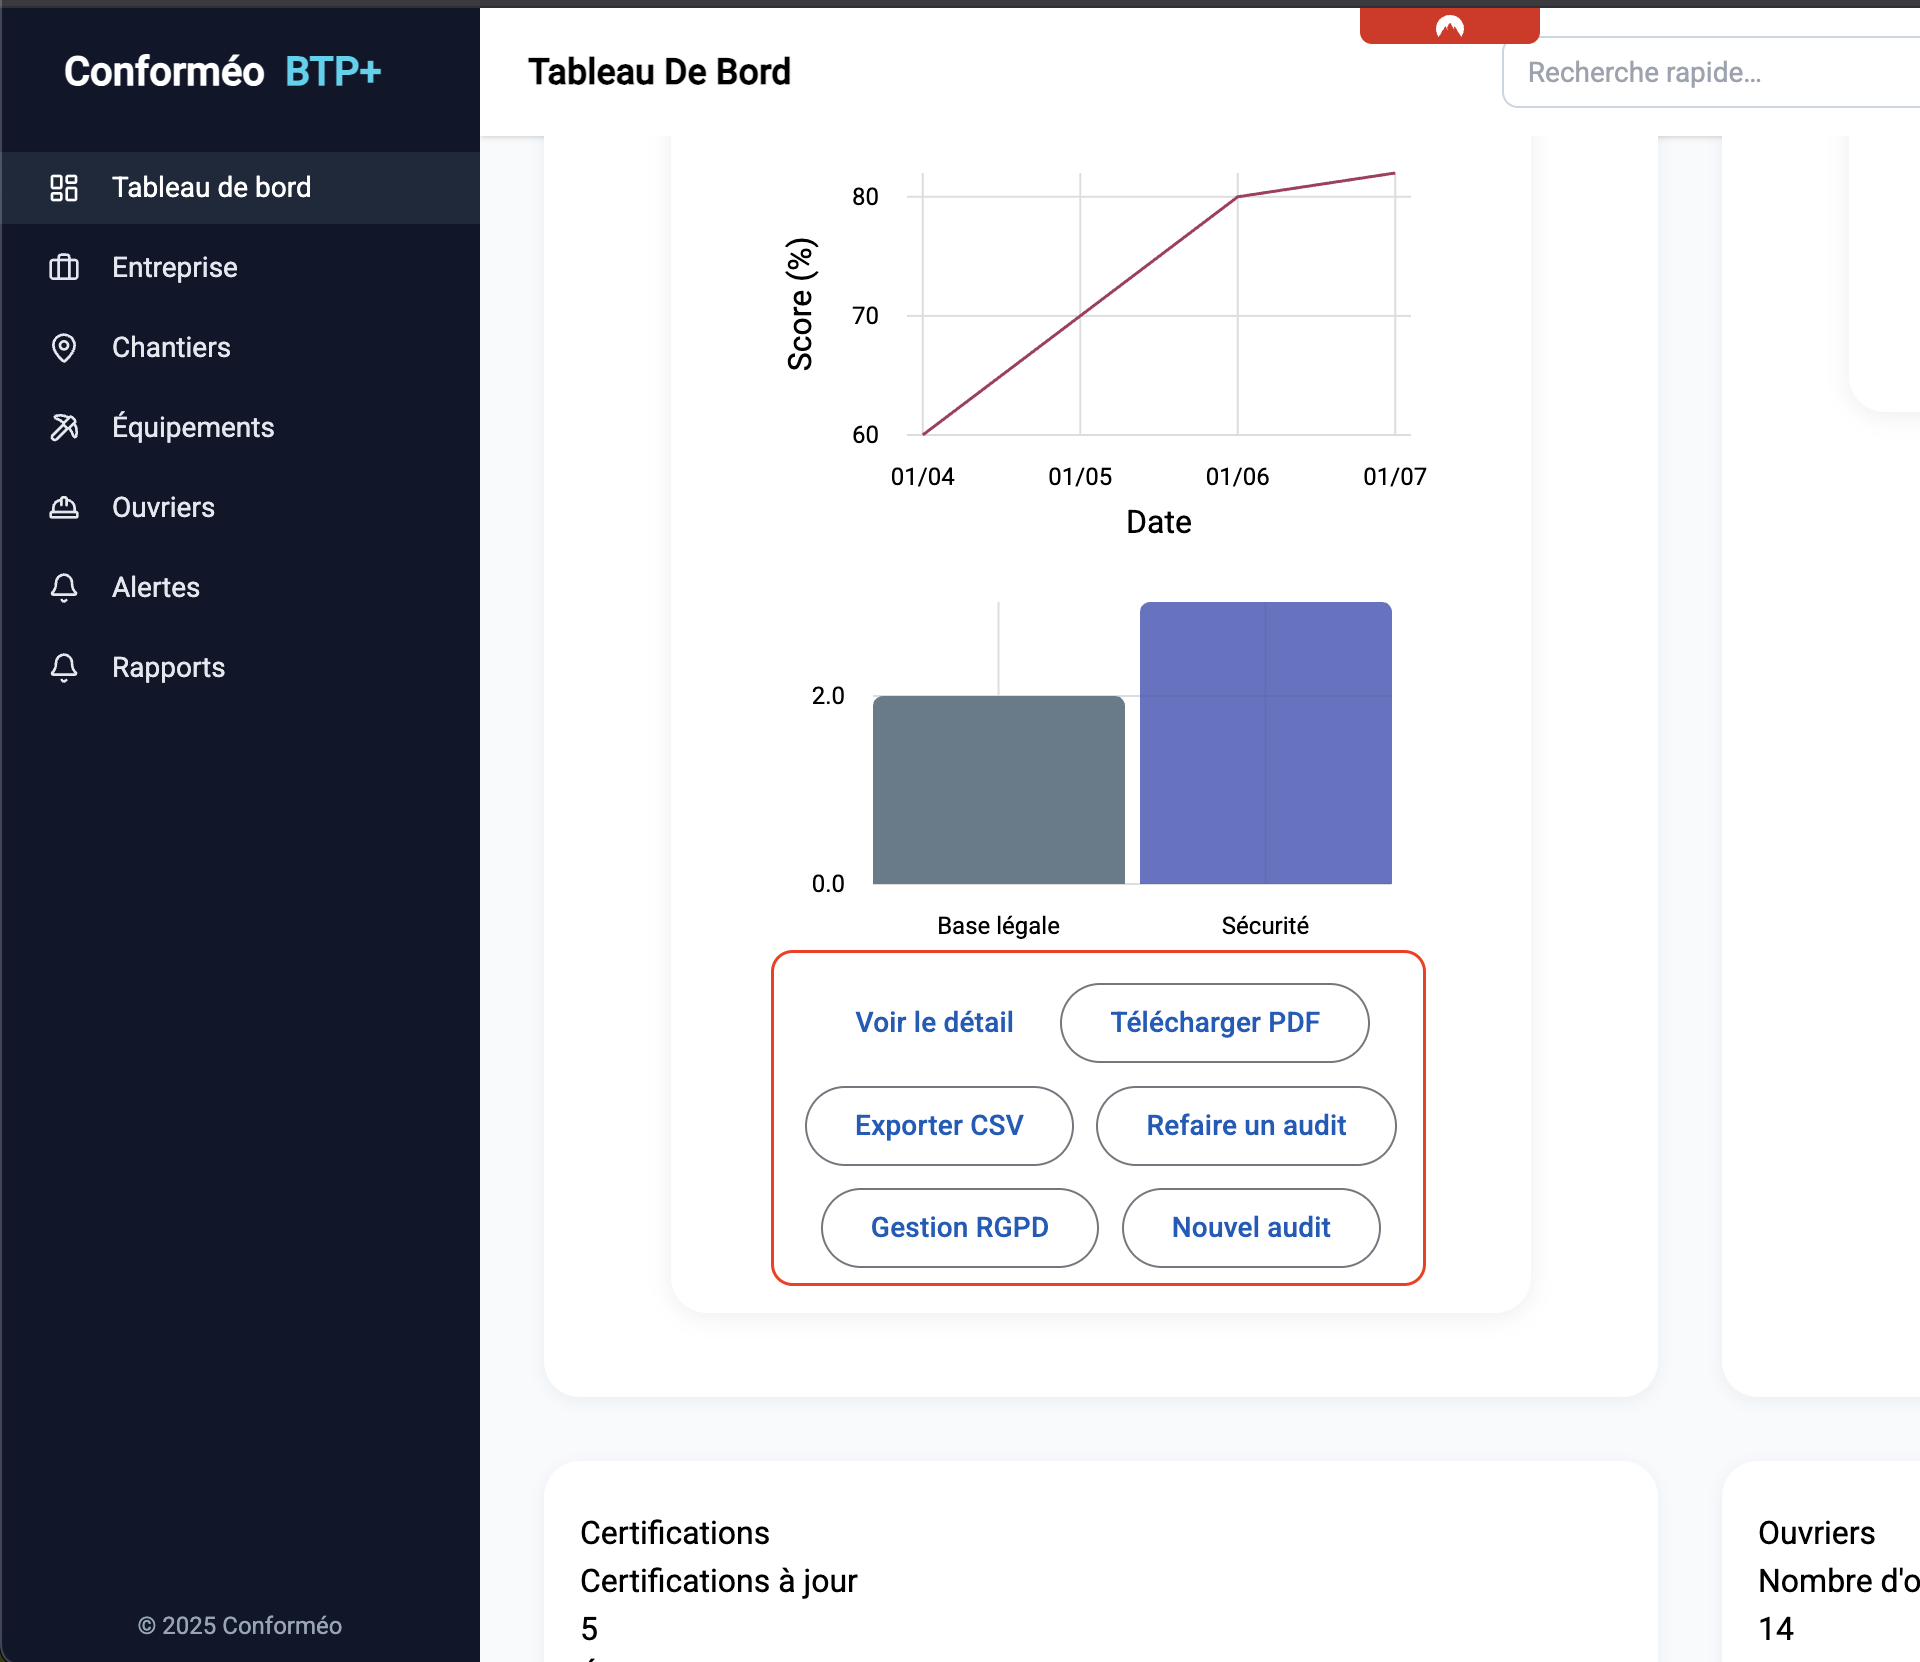 Conforméo BTP+
Tableau De Bord
Recherche rapide...
Tableau de bord
Entreprise
Chantiers
Équipements
Ouvriers
Alertes
Rapports
© 2025 Conforméo
80
70
60
Score (%)
01/04 01/05 01/06 01/07
Date
2.0
0.0
Base légale Sécurité
Voir le détail Télécharger PDF
Exporter CSV Refaire un audit
Gestion RGPD Nouvel audit
Certifications
Certifications à jour
5
Ouvriers
Nombre d'o
14